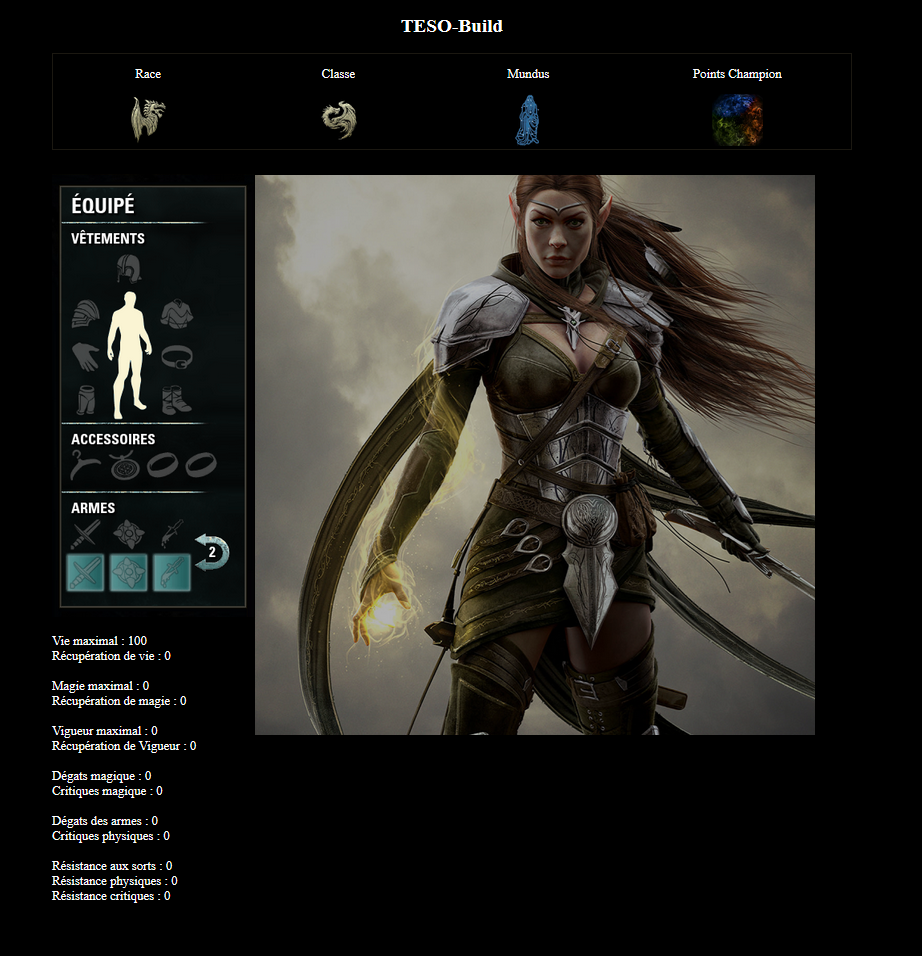 TESO-Build
Race Classe Mundus Points Champion
ÉQUIPÉ
VÊTEMENTS
ACCESSOIRES
ARMES
2
Vie maximal : 100
Récupération de vie : 0
Magie maximal : 0
Récupération de magie : 0
Vigueur maximal : 0
Récupération de Vigueur : 0
Dégats magique : 0
Critiques magique : 0
Dégats des armes : 0
Critiques physiques : 0
Résistance aux sorts : 0
Résistance physiques : 0
Résistance critiques : 0